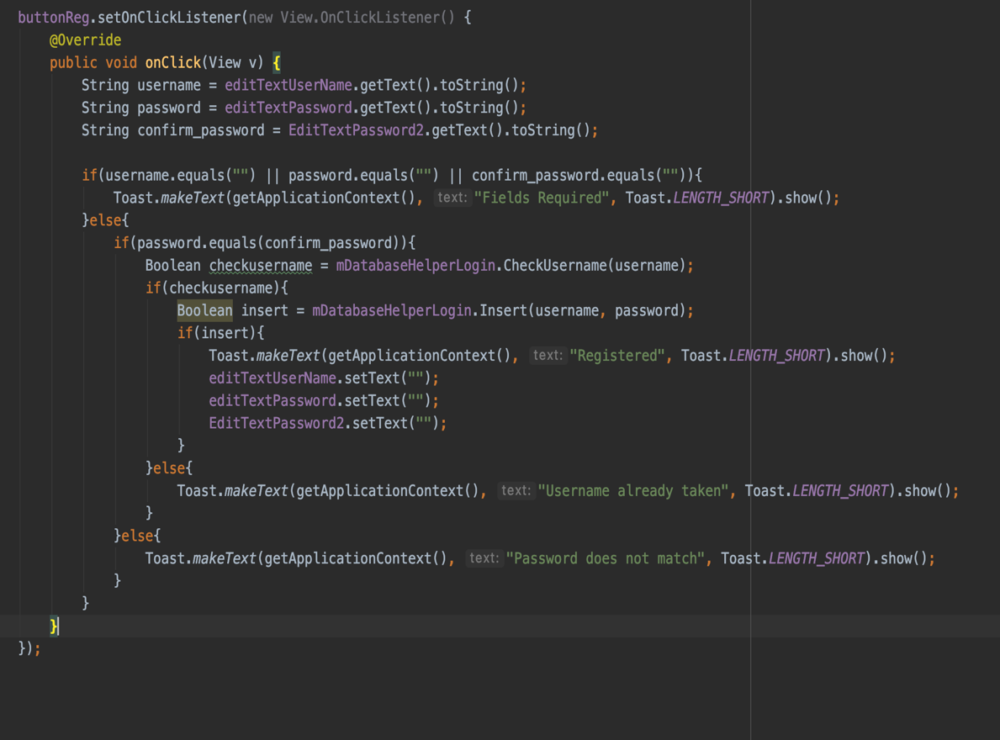 buttonReg.setOnClickListener(new View.OnClickListener() {
@Override
public void onClick(View v) {
String username = editTextUserName.getText().toString();
String password = editTextPassword.getText().toString();
String confirm_password = EditTextPassword2.getText().toString();
if(username.equals("") || password.equals("") || confirm_password.equals("")){
Toast.makeText(getApplicationContext(), text: "Fields Required", Toast.LENGTH_SHORT).show();
}else{
if(password.equals(confirm_password)){
Boolean checkusername = mDatabaseHelperLogin.CheckUsername(username);
if(checkusername){
Boolean insert = mDatabaseHelperLogin.Insert(username, password);
if(insert){
Toast.makeText(getApplicationContext(), text: "Registered", Toast.LENGTH_SHORT).show();
editTextUserName.setText("");
editTextPassword.setText("");
EditTextPassword2.setText("");
}
}else{
Toast.makeText(getApplicationContext(), text: "Username already taken", Toast.LENGTH_SHORT).show();
}
}else{
Toast.makeText(getApplicationContext(), text: "Password does not match", Toast.LENGTH_SHORT).show();
}
}
}
});